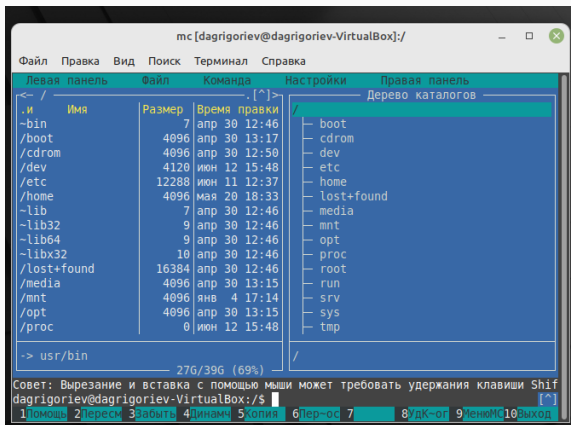 mc [dagrigoriev@dagrigoriev-VirtualBox]:/
Файл Правка Вид Поиск Терминал Справка
Левая панель Файл Команда Настройки Правая панель
<— / .[^]> Дерево каталогов
.и Имя Размер Время правки /
~bin 7 апр 30 12:46 boot
/boot 4096 апр 30 13:17 cdrom
/cdrom 4096 апр 30 12:50 dev
/dev 4120 июн 12 15:48 etc
/etc 12288 июн 11 12:37 home
/home 4096 мая 20 18:33 lost+found
~lib 7 апр 30 12:46 media
~lib32 9 апр 30 12:46 mnt
~lib64 9 апр 30 12:46 opt
~libx32 10 апр 30 12:46 proc
/lost+found 16384 апр 30 12:46 root
/media 4096 апр 30 13:15 run
/mnt 4096 янв 4 17:14 srv
/opt 4096 апр 30 13:15 sys
/proc 0 июн 12 15:48 tmp
-> usr/bin /
27G/39G (69%)
Совет: Вырезание и вставка с помощью мыши может требовать удержания клавиши Shif
dagrigoriev@dagrigoriev-VirtualBox:/$ [^]
1Помощь 2Пересм 3Забыть 4Динамч 5Копия 6Пер~ос 7 8УдК~ог 9МенюМС 10Выход